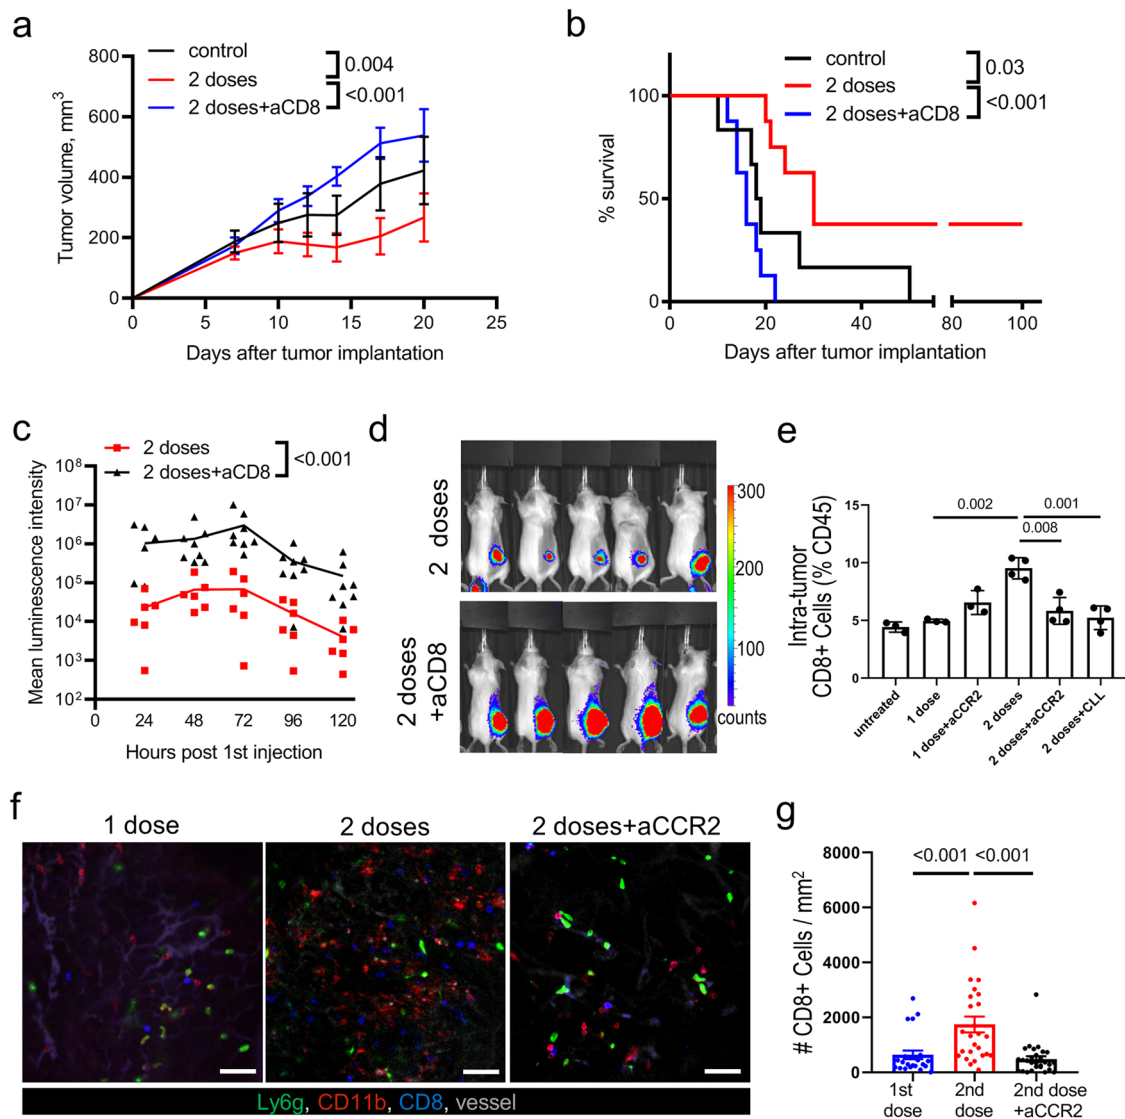 a
control
2 doses
2 doses+aCD8
0.004
<0.001
Tumor volume, mm3
800
600
400
200
0
0 5 10 15 20 25
Days after tumor implantation
b
control
2 doses
2 doses+aCD8
0.03
<0.001
% survival
100
50
0
0 20 40 80 100
Days after tumor implantation
c
2 doses
2 doses+aCD8
<0.001
Mean luminescence intensity
10^8
10^7
10^6
10^5
10^4
10^3
10^2
0 24 48 72 96 120
Hours post 1st injection
d
2 doses
2 doses
+aCD8
300
200
100
counts
e
Intra-tumor
CD8+ Cells (% CD45)
15
10
5
0
0.002
0.001
0.008
untreated
1 dose
1 dose+aCCR2
2 doses
2 doses+aCCR2
2 doses+CLL
f
1 dose
2 doses
2 doses+aCCR2
Ly6g, CD11b, CD8, vessel
g
# CD8+ Cells / mm2
8000
6000
4000
2000
0
<0.001
<0.001
1st
dose
2nd
dose
2nd dose
+aCCR2